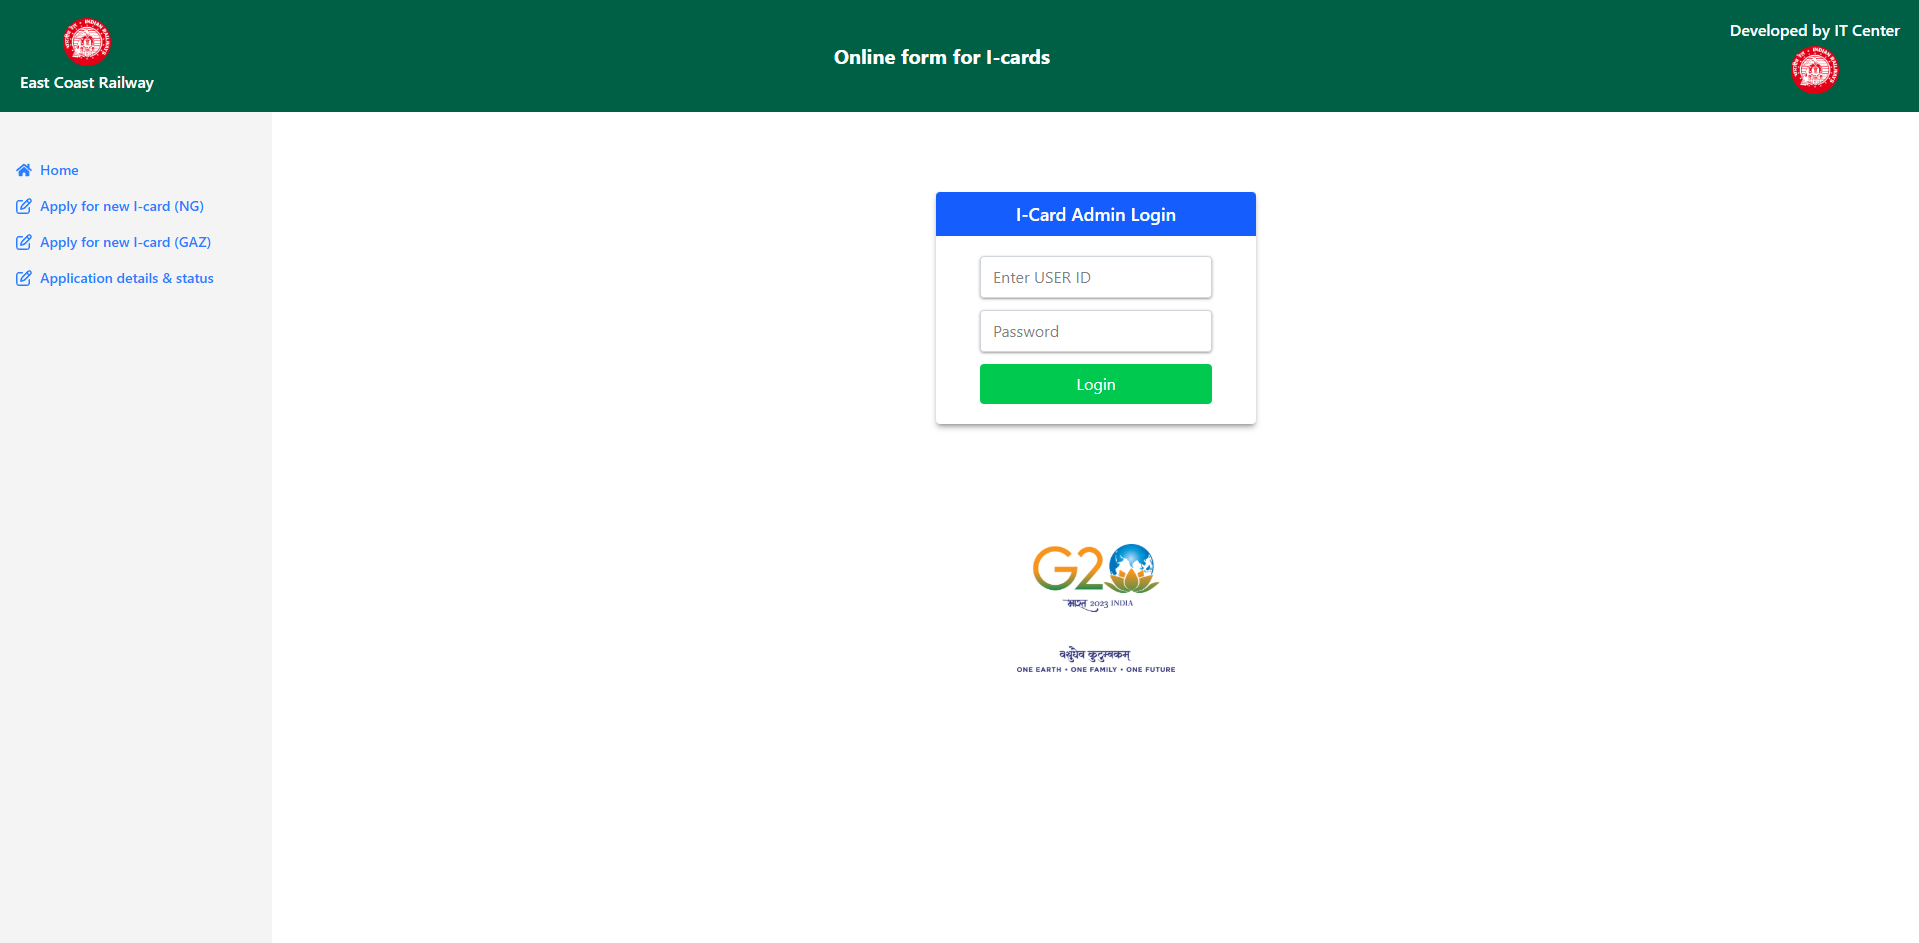 East Coast Railway
Online form for I-cards
Developed by IT Center
Home
Apply for new I-card (NG)
Apply for new I-card (GAZ)
Application details & status
I-Card Admin Login
Enter USER ID
Password
Login
G20
भारत 2023 INDIA
वसुधैव कुटुम्बकम्
ONE EARTH • ONE FAMILY • ONE FUTURE